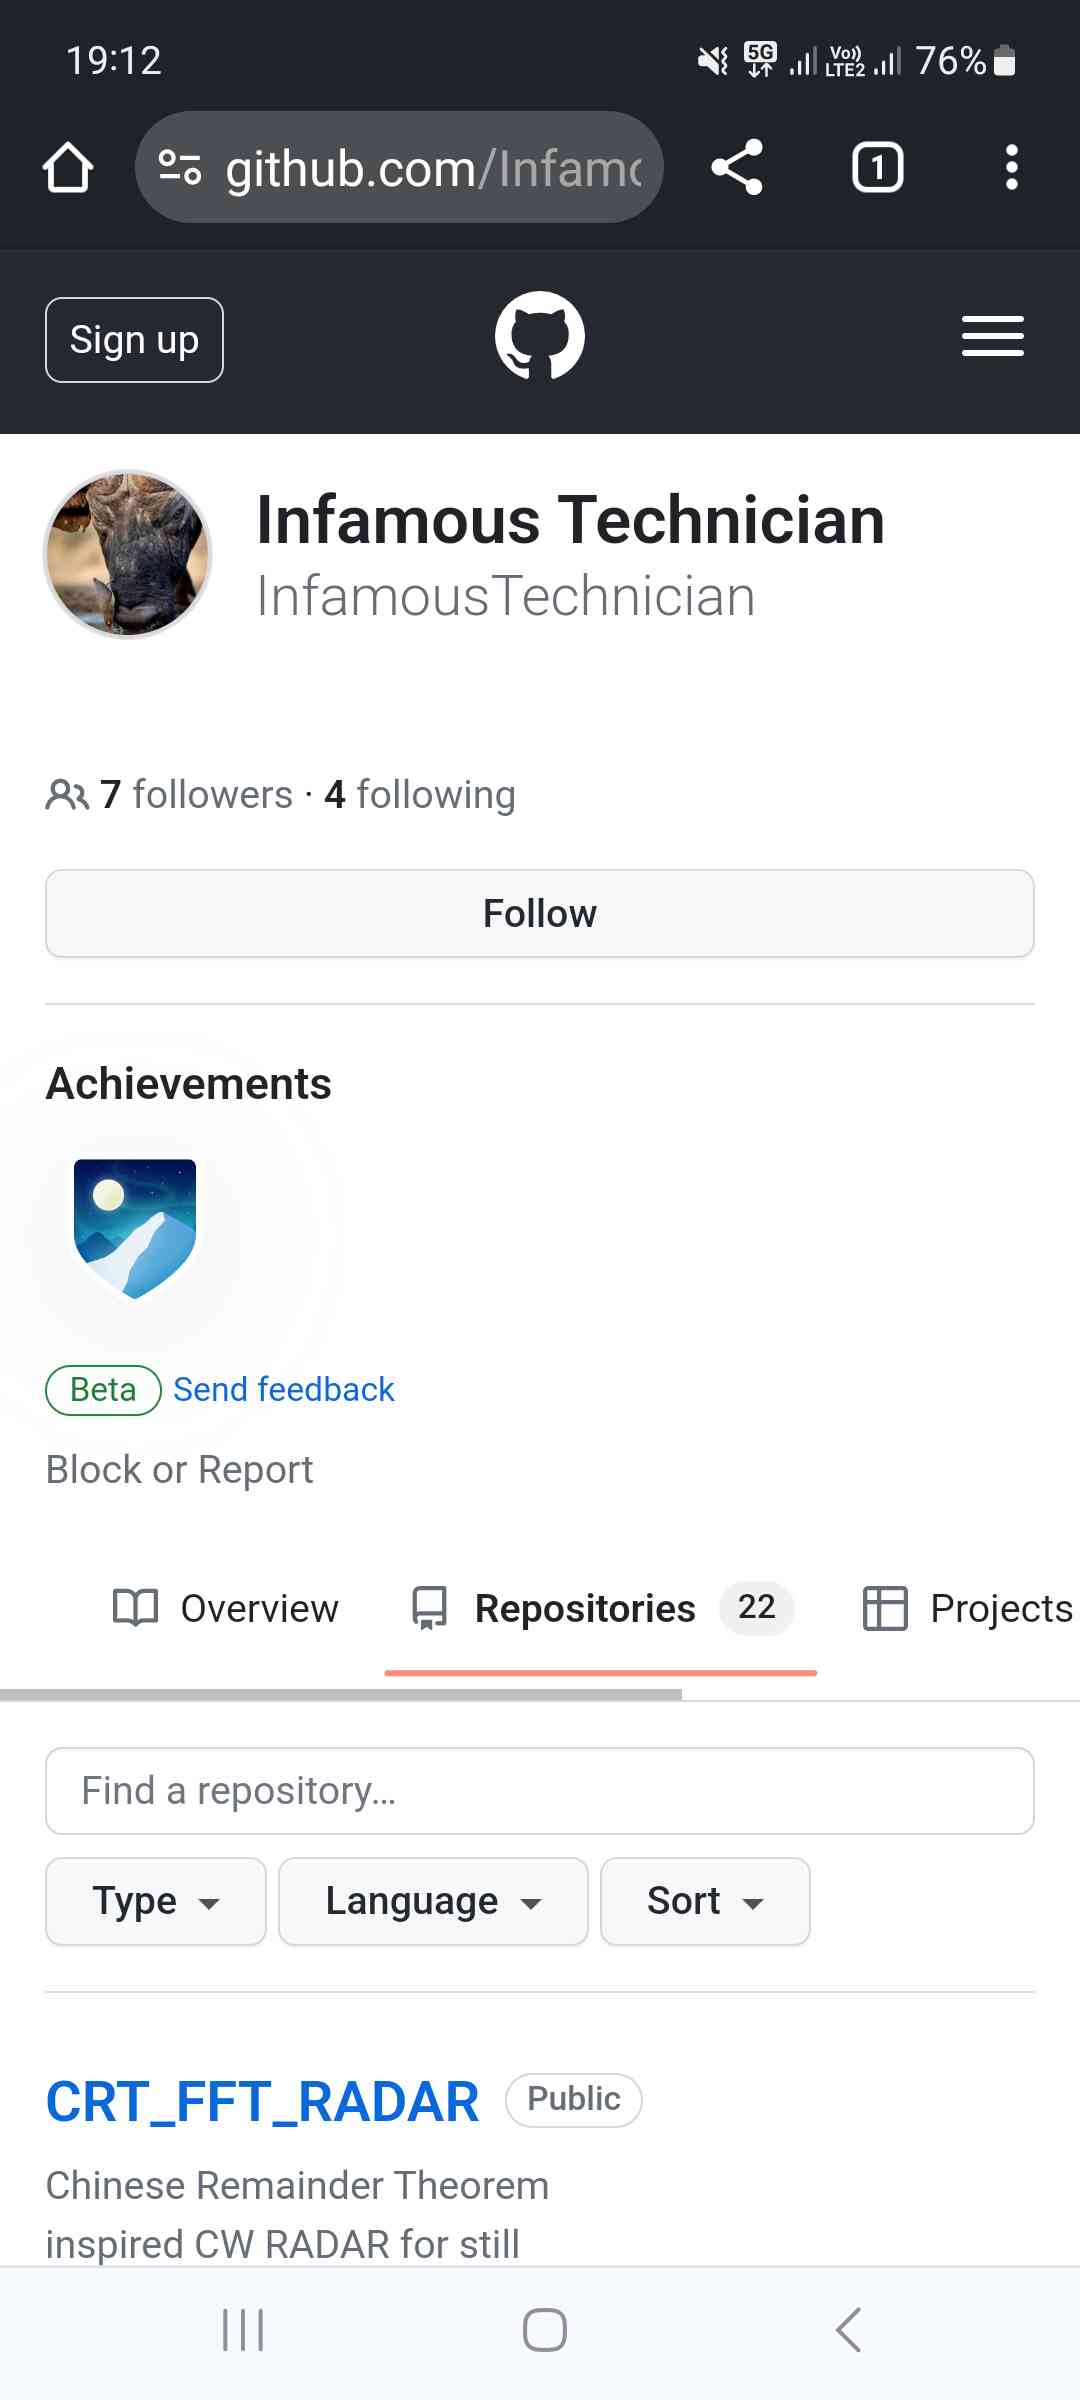 19:12 5G Vo)) LTE2 76%
github.com/Infamo
1
Sign up
Infamous Technician
InfamousTechnician
7 followers · 4 following
Follow
Achievements
Beta Send feedback
Block or Report
Overview Repositories 22 Projects
Find a repository...
Type Language Sort
CRT_FFT_RADAR Public
Chinese Remainder Theorem
inspired CW RADAR for still